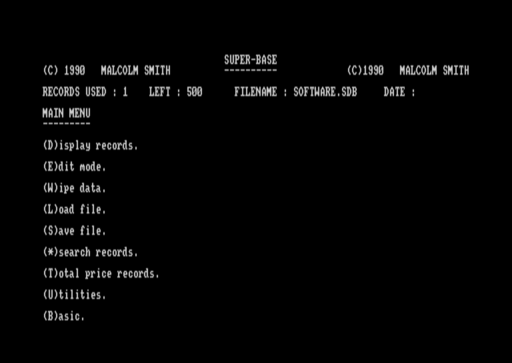 SUPER-BASE
(C) 1990 MALCOLM SMITH (C)1990 MALCOLM SMITH
RECORDS USED : 1 LEFT : 500 FILENAME : SOFTWARE.SDB DATE :
MAIN MENU
(D)isplay records.
(E)dit mode.
(W)ipe data.
(L)oad file.
(S)ave file.
(*)search records.
(T)otal price records.
(U)tilities.
(B)asic.